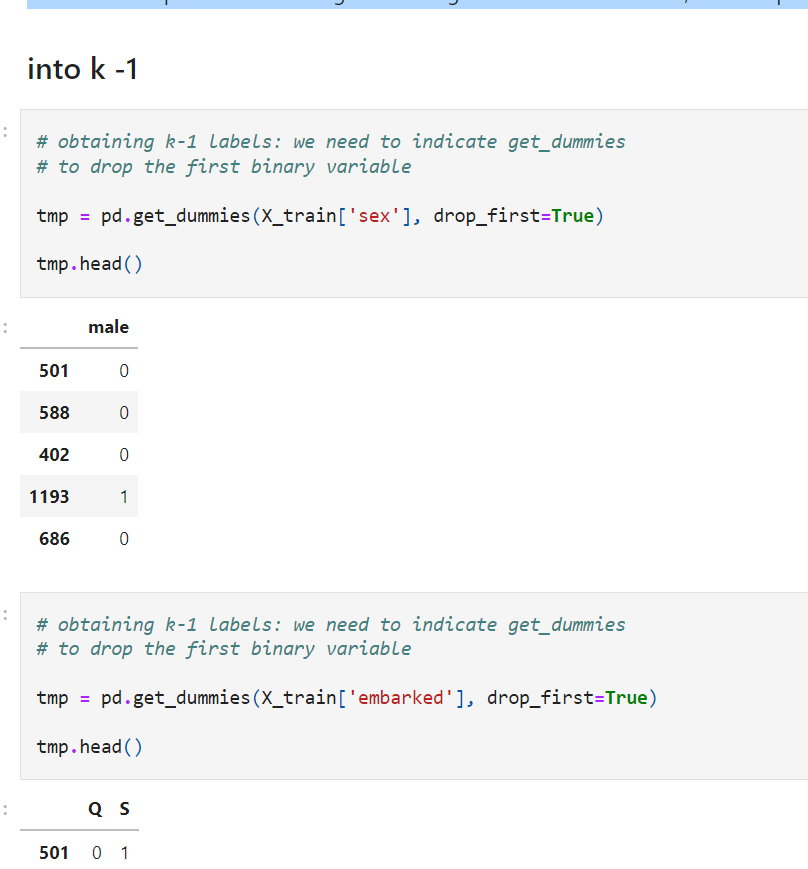 into k -1
# obtaining k-1 labels: we need to indicate get_dummies
# to drop the first binary variable
tmp = pd.get_dummies(X_train['sex'], drop_first=True)
tmp.head()
male
501 0
588 0
402 0
1193 1
686 0
# obtaining k-1 labels: we need to indicate get_dummies
# to drop the first binary variable
tmp = pd.get_dummies(X_train['embarked'], drop_first=True)
tmp.head()
Q S
501 0 1